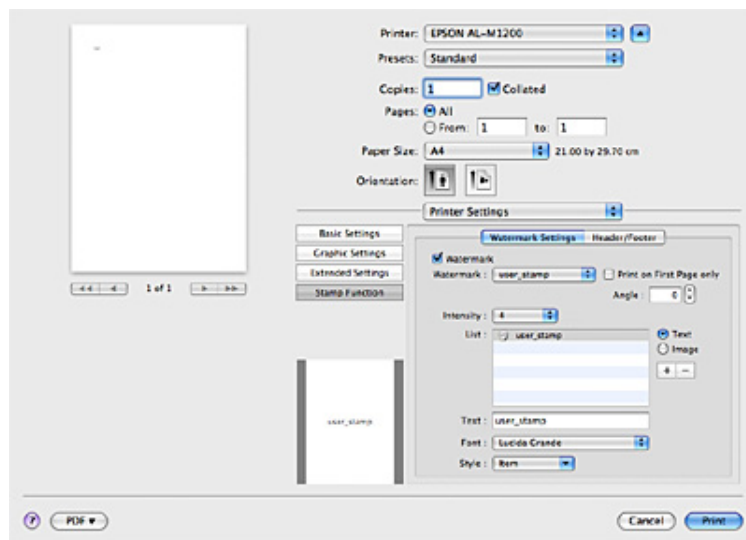 Printer: EPSON AL-M1200
Presets: Standard
Copies: 1 Collated
Pages: All
From: 1 to: 1
Paper Size: A4 21.00 by 29.70 cm
Orientation:
Printer Settings
Basic Settings
Graphic Settings
Extended Settings
Stamp Function
1 of 1
Watermark Settings Header/Footer
Watermark
Watermark : user_stamp Print on First Page only
Angle : 0
Intensity : 4
List : user_stamp Text
Image
+ −
user_stamp
Text : user_stamp
Font : Lucida Grande
Style : Item
? PDF Cancel Print